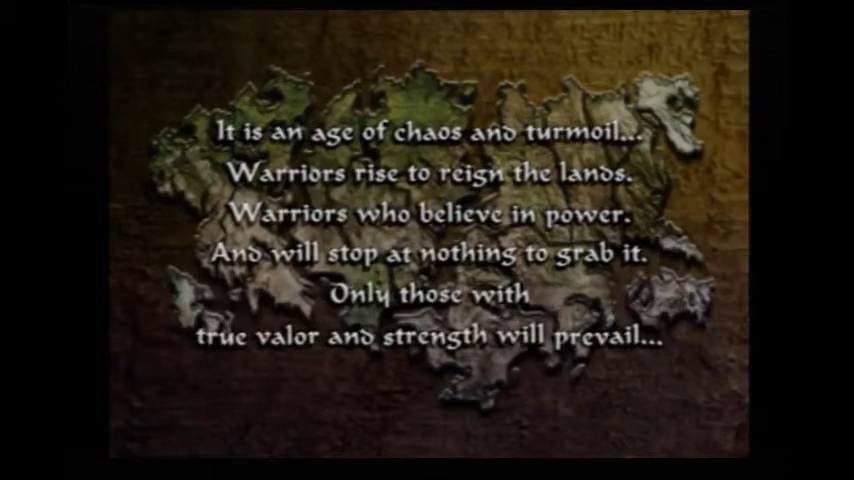 It is an age of chaos and turmoil...
Warriors rise to reign the lands.
Warriors who believe in power.
And will stop at nothing to grab it.
Only those with
true valor and strength will prevail...